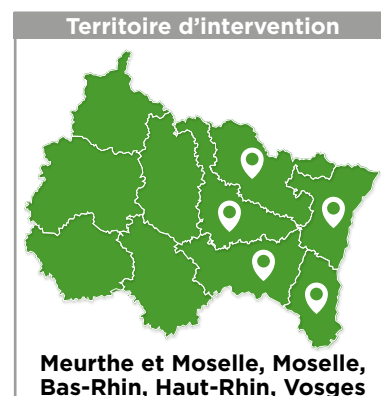 Territoire d’intervention
Meurthe et Moselle, Moselle,
Bas-Rhin, Haut-Rhin, Vosges